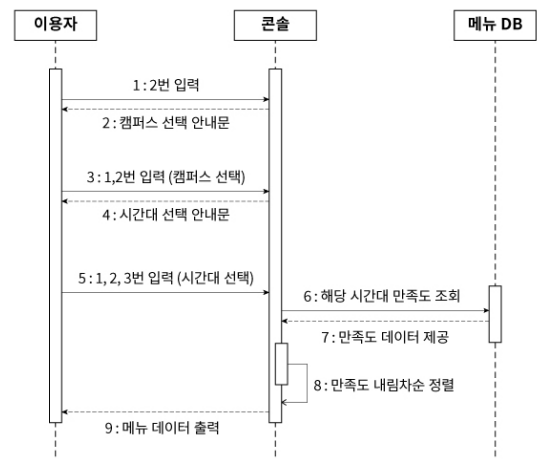 이용자
콘솔
메뉴 DB
1 : 2번 입력
2 : 캠퍼스 선택 안내문
3 : 1,2번 입력 (캠퍼스 선택)
4 : 시간대 선택 안내문
5 : 1, 2, 3번 입력 (시간대 선택)
6 : 해당 시간대 만족도 조회
7 : 만족도 데이터 제공
8 : 만족도 내림차순 정렬
9 : 메뉴 데이터 출력